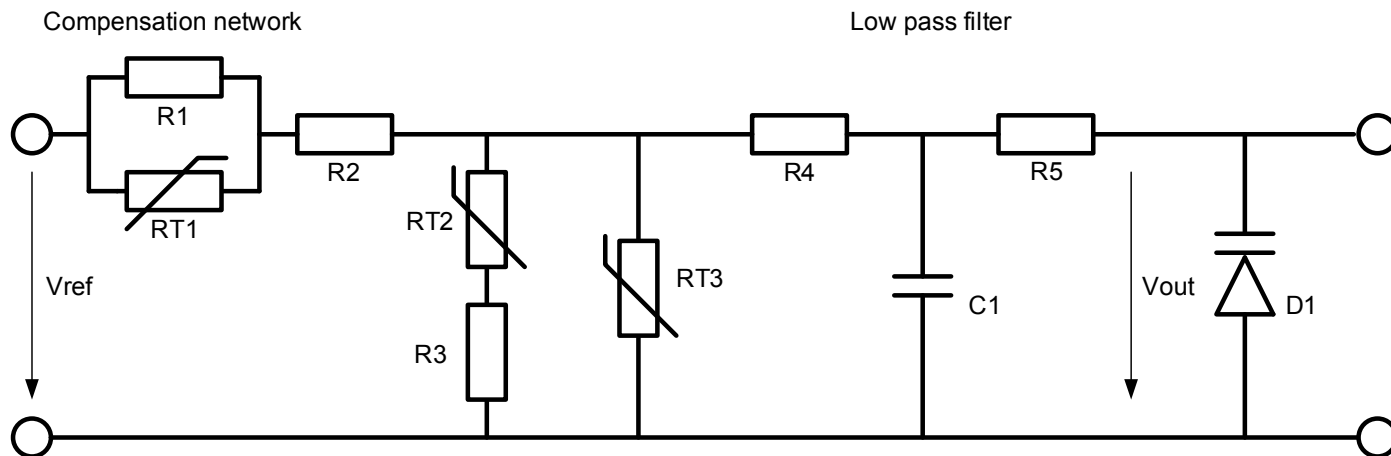 Compensation network
Low pass filter
R1
R2
R4
R5
RT1
RT2
RT3
Vref
Vout
C1
D1
R3